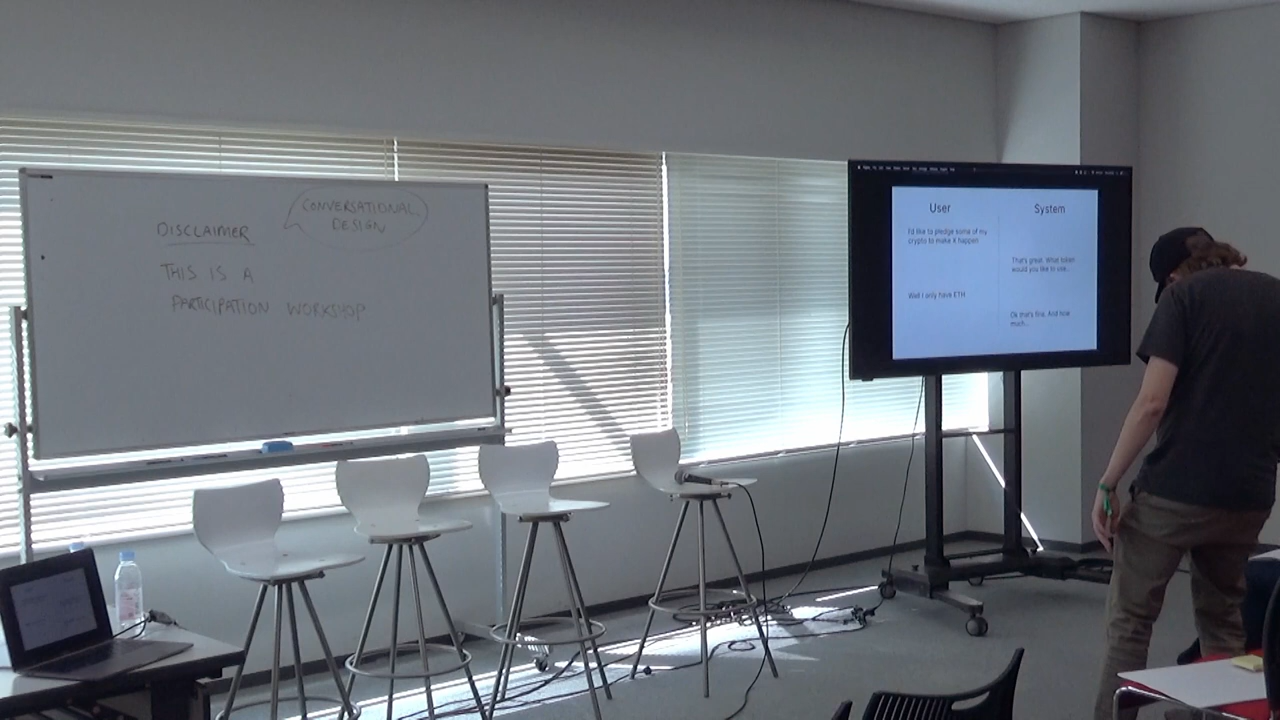 CONVERSATIONAL
DESIGN
DISCLAIMER
THIS IS A
PARTICIPATION WORKSHOP
User
System
I'd like to pledge some of my
crypto to make X happen
That's great. What token
would you like to use..
Well I only have ETH
Ok that's fine. And how
much..